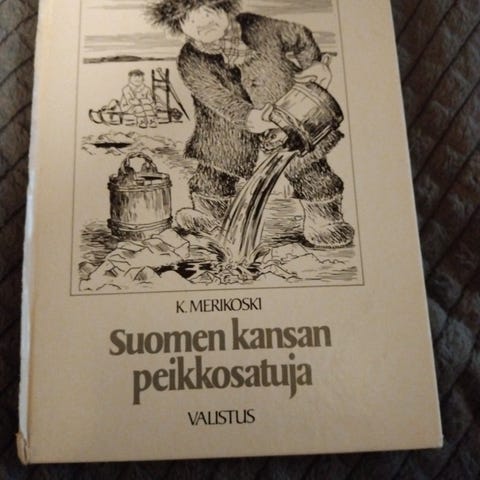 K. MERIKOSKI
Suomen kansan
peikkosatuja
VALISTUS